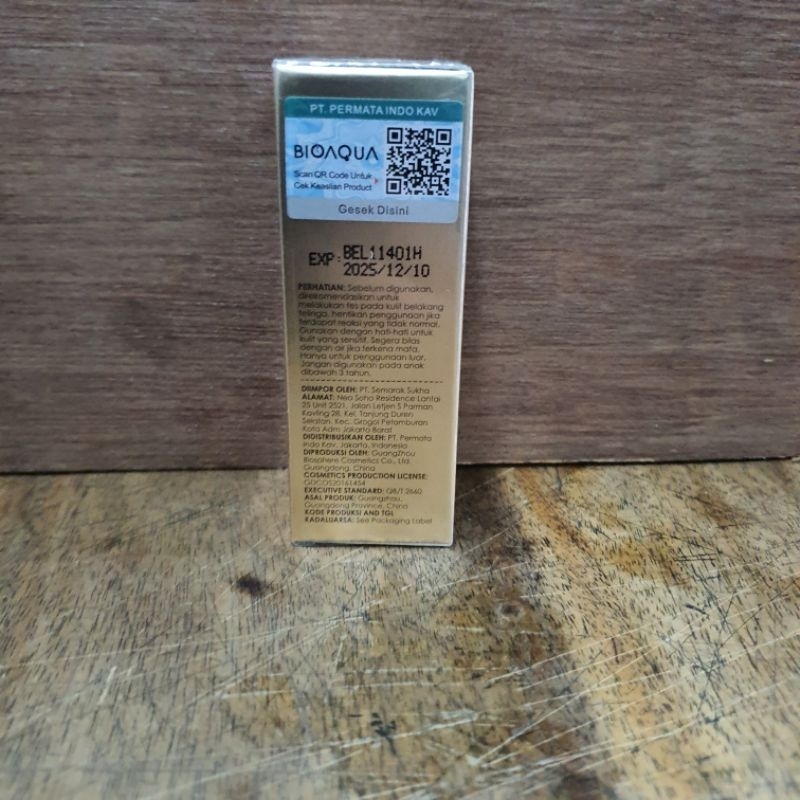 PT. PERMATA INDO KAV
BIOAQUA
Scan QR Code Untuk
Cek Keaslian Product
Gesek Disini
EXP: BEL11401H
2025/12/10
PERHATIAN: Sebelum digunakan,
direkomendasikan untuk
melakukan tes pada kulit belakang
telinga, hentikan penggunaan jika
terdapat reaksi yang tidak normal.
Gunakan dengan hati-hati untuk
kulit yang sensitif. Segera bilas
dengan air jika terkena mata.
Hanya untuk penggunaan luar.
Jangan digunakan pada anak
dibawah 3 tahun.
DIIMPOR OLEH: PT. Semarak Sukha
ALAMAT: Neo Soho Residence Lantai
25 Unit 2521, Jalan Letjen S Parman
Kavling 28, Kel. Tanjung Duren
Selatan, Kec. Grogol Petamburan
Kota Adm Jakarta Barat
DIDISTRIBUSIKAN OLEH: PT. Permata
Indo Kav, Jakarta, Indonesia
DIPRODUKSI OLEH: GuangZhou
Biosphere Cosmetics Co., Ltd.
Guangdong, China
COSMETICS PRODUCTION LICENSE:
EXECUTIVE STANDARD: QB/T 2660
ASAL PRODUK: Guangzhou,
Guangdong Province, China
KODE PRODUKSI AND TGL
KADALUARSA: See Packaging Label